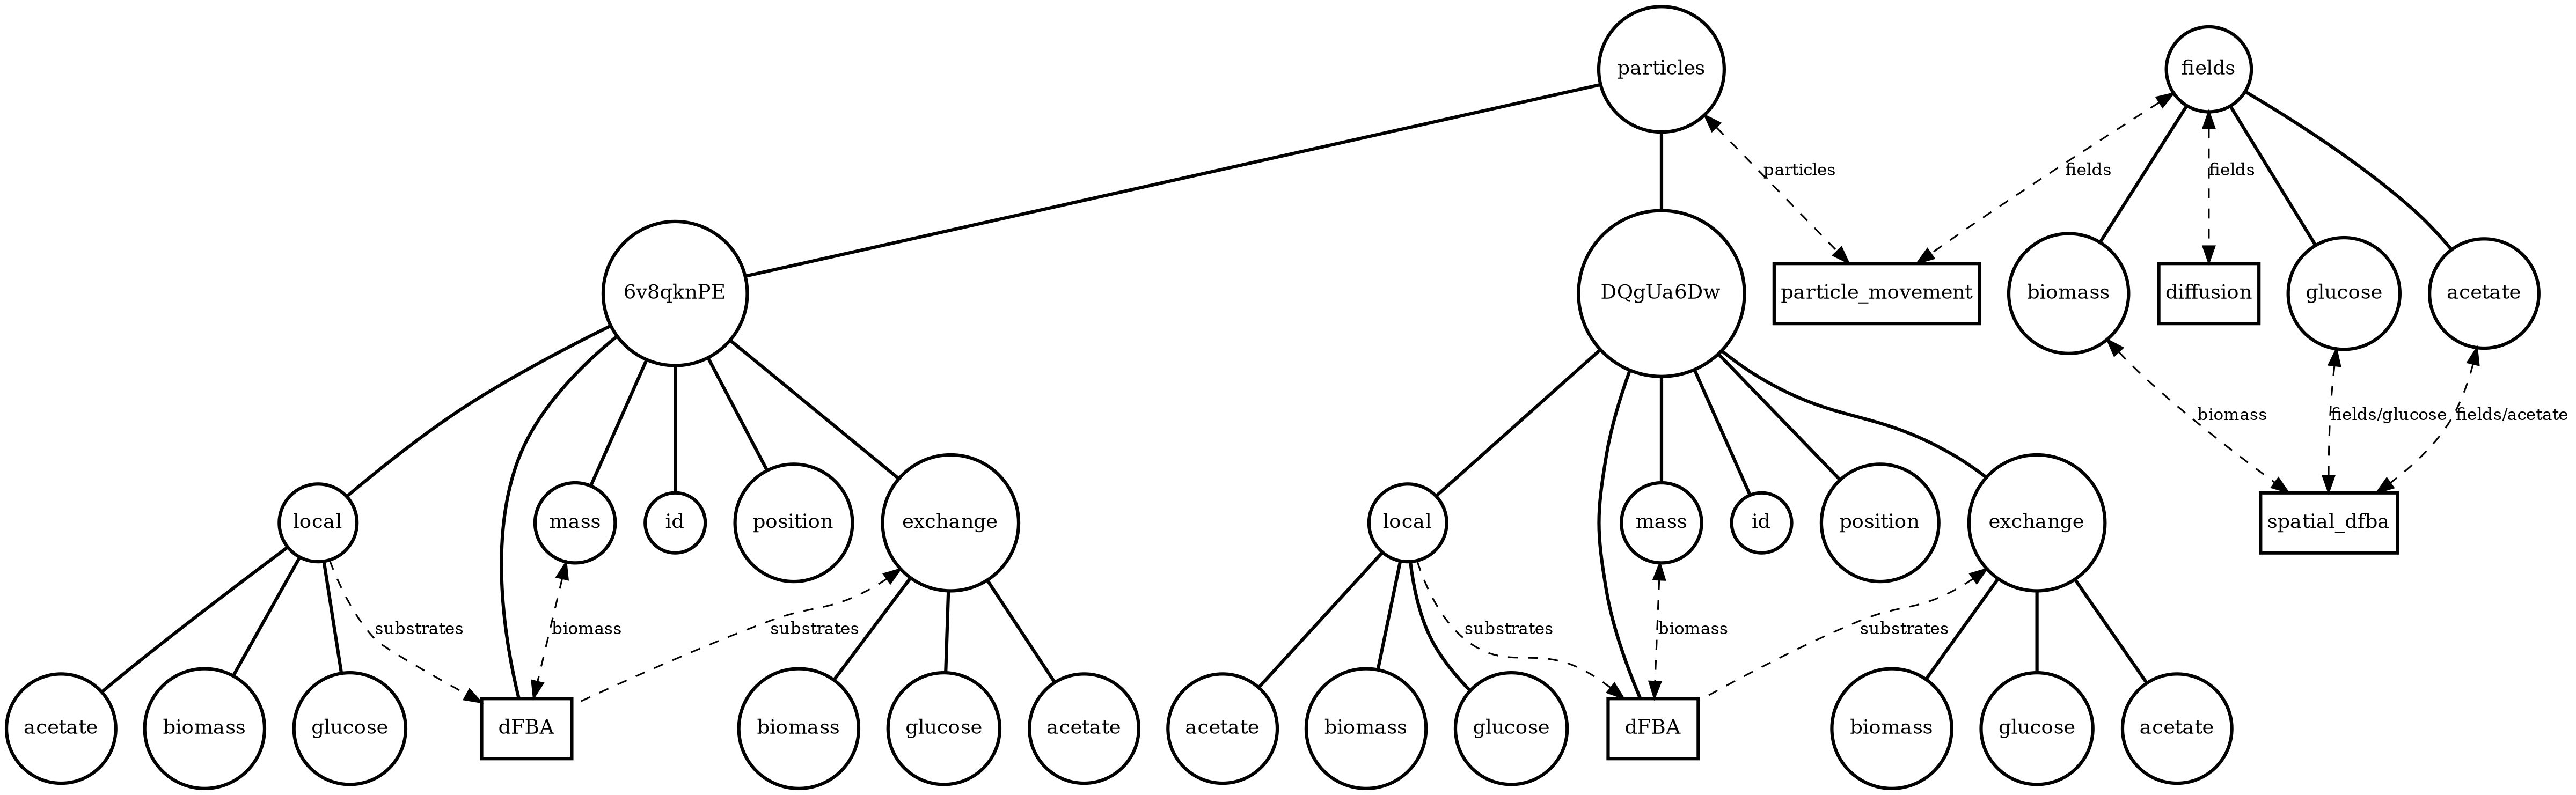 particles
fields
particles
fields
fields
6v8qknPE
DQgUa6Dw
particle_movement
biomass
diffusion
glucose
acetate
biomass
fields/glucose
fields/acetate
local
mass
id
position
exchange
local
mass
id
position
exchange
spatial_dfba
substrates
biomass
substrates
substrates
biomass
substrates
acetate
biomass
glucose
dFBA
biomass
glucose
acetate
acetate
biomass
glucose
dFBA
biomass
glucose
acetate